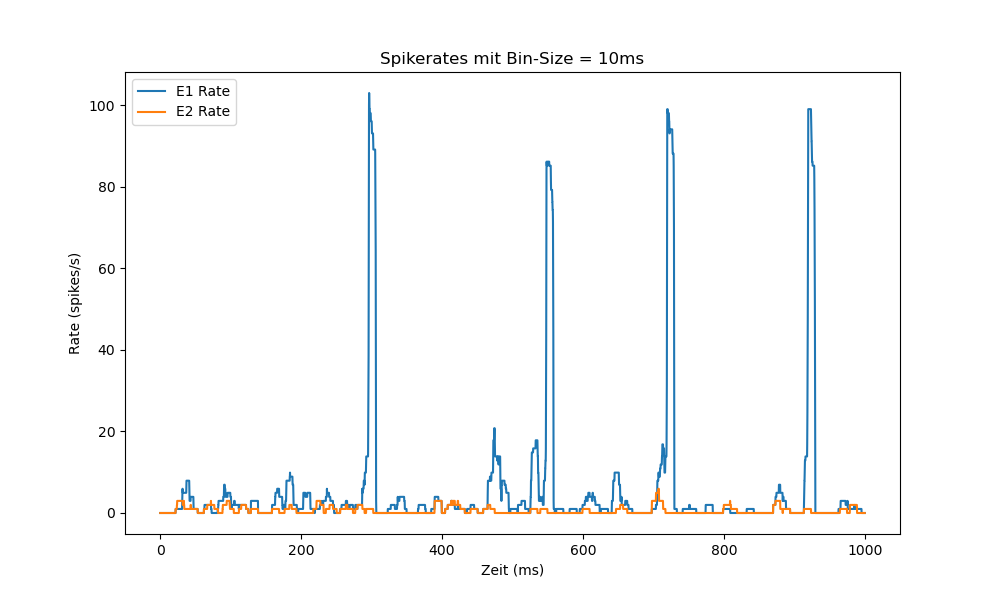 Spikerates mit Bin-Size = 10ms
E1 Rate
E2 Rate
100
80
60
40
20
0
Rate (spikes/s)
0 200 400 600 800 1000
Zeit (ms)